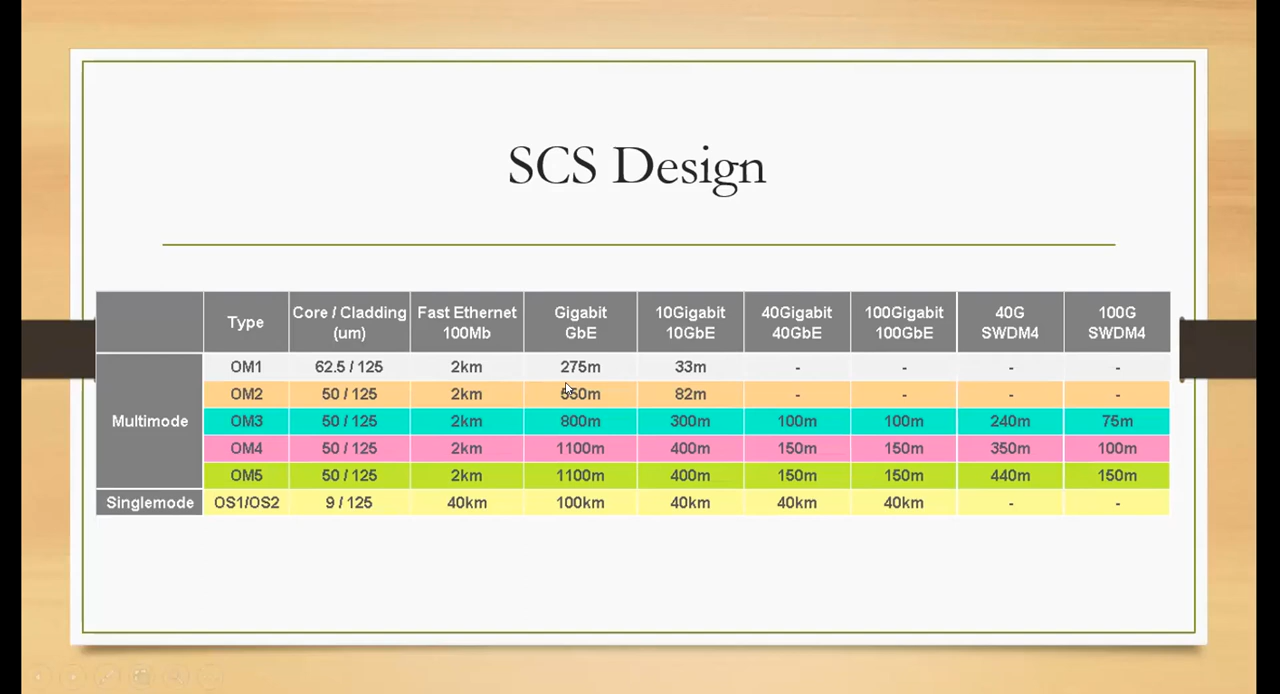 SCS Design
Type Core / Cladding (um) Fast Ethernet 100Mb Gigabit GbE 10Gigabit 10GbE 40Gigabit 40GbE 100Gigabit 100GbE 40G SWDM4 100G SWDM4
Multimode
OM1 62.5 / 125 2km 275m 33m - - - -
OM2 50 / 125 2km 550m 82m - - - -
OM3 50 / 125 2km 800m 300m 100m 100m 240m 75m
OM4 50 / 125 2km 1100m 400m 150m 150m 350m 100m
OM5 50 / 125 2km 1100m 400m 150m 150m 440m 150m
Singlemode OS1/OS2 9 / 125 40km 100km 40km 40km 40km - -